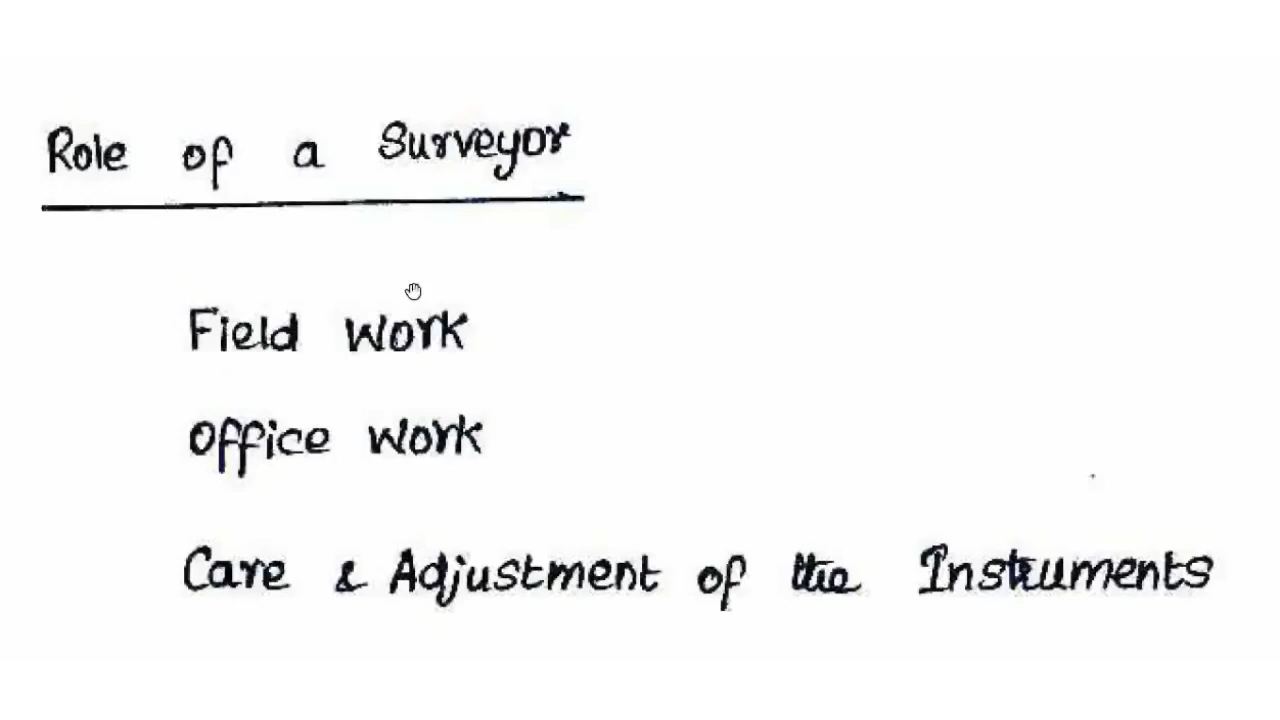 Role of a Surveyor
Field Work
Office Work
Care & Adjustment of the Instruments